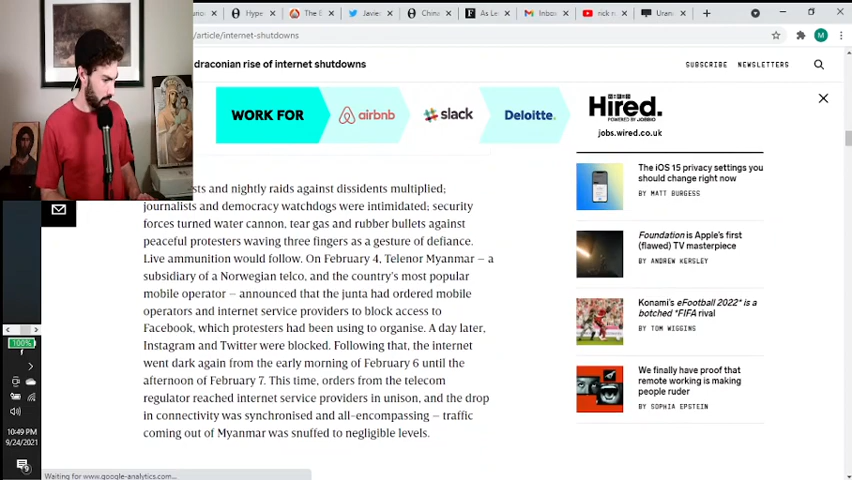 Hype
The E
Javie
China
As Le
Inbox
nick r
Uran
/article/internet-shutdowns
M
draconian rise of internet shutdowns
SUBSCRIBE NEWSLETTERS
WORK FOR
airbnb
slack
Deloitte.
Hired.
POWERED BY JOBBIO
jobs.wired.co.uk
sts and nightly raids against dissidents multiplied;
journalists and democracy watchdogs were intimidated; security
forces turned water cannon, tear gas and rubber bullets against
peaceful protesters waving three fingers as a gesture of defiance.
Live ammunition would follow. On February 4, Telenor Myanmar – a
subsidiary of a Norwegian telco, and the country's most popular
mobile operator – announced that the junta had ordered mobile
operators and internet service providers to block access to
Facebook, which protesters had been using to organise. A day later,
Instagram and Twitter were blocked. Following that, the internet
went dark again from the early morning of February 6 until the
afternoon of February 7. This time, orders from the telecom
regulator reached internet service providers in unison, and the drop
in connectivity was synchronised and all-encompassing – traffic
coming out of Myanmar was snuffed to negligible levels.
The iOS 15 privacy settings you
should change right now
BY MATT BURGESS
Foundation is Apple's first
(flawed) TV masterpiece
BY ANDREW KERSLEY
Konami's eFootball 2022* is a
botched *FIFA rival
BY TOM WIGGINS
We finally have proof that
remote working is making
people ruder
BY SOPHIA EPSTEIN
100%
10:49 PM
9/24/2021
Waiting for www.google-analytics.com...